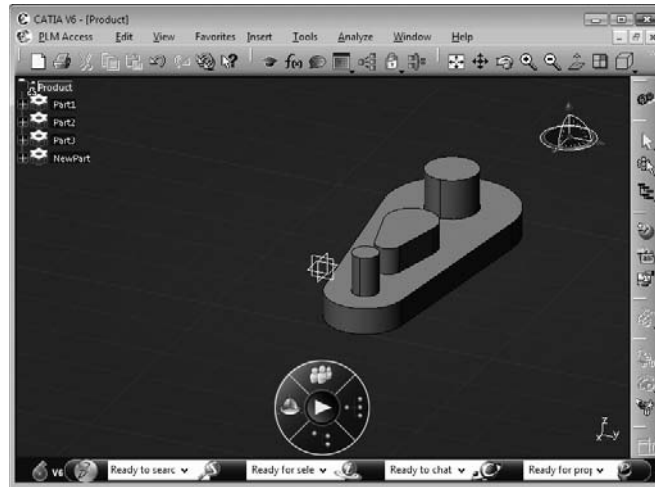 CATIA V6 - [Product]
PLM Access Edit View Favorites Insert Tools Analyze Window Help
f(x)
Product
Part1
Part2
Part3
NewPart
z
x y
V6 Ready to searc Ready for sele Ready to chat Ready for proj